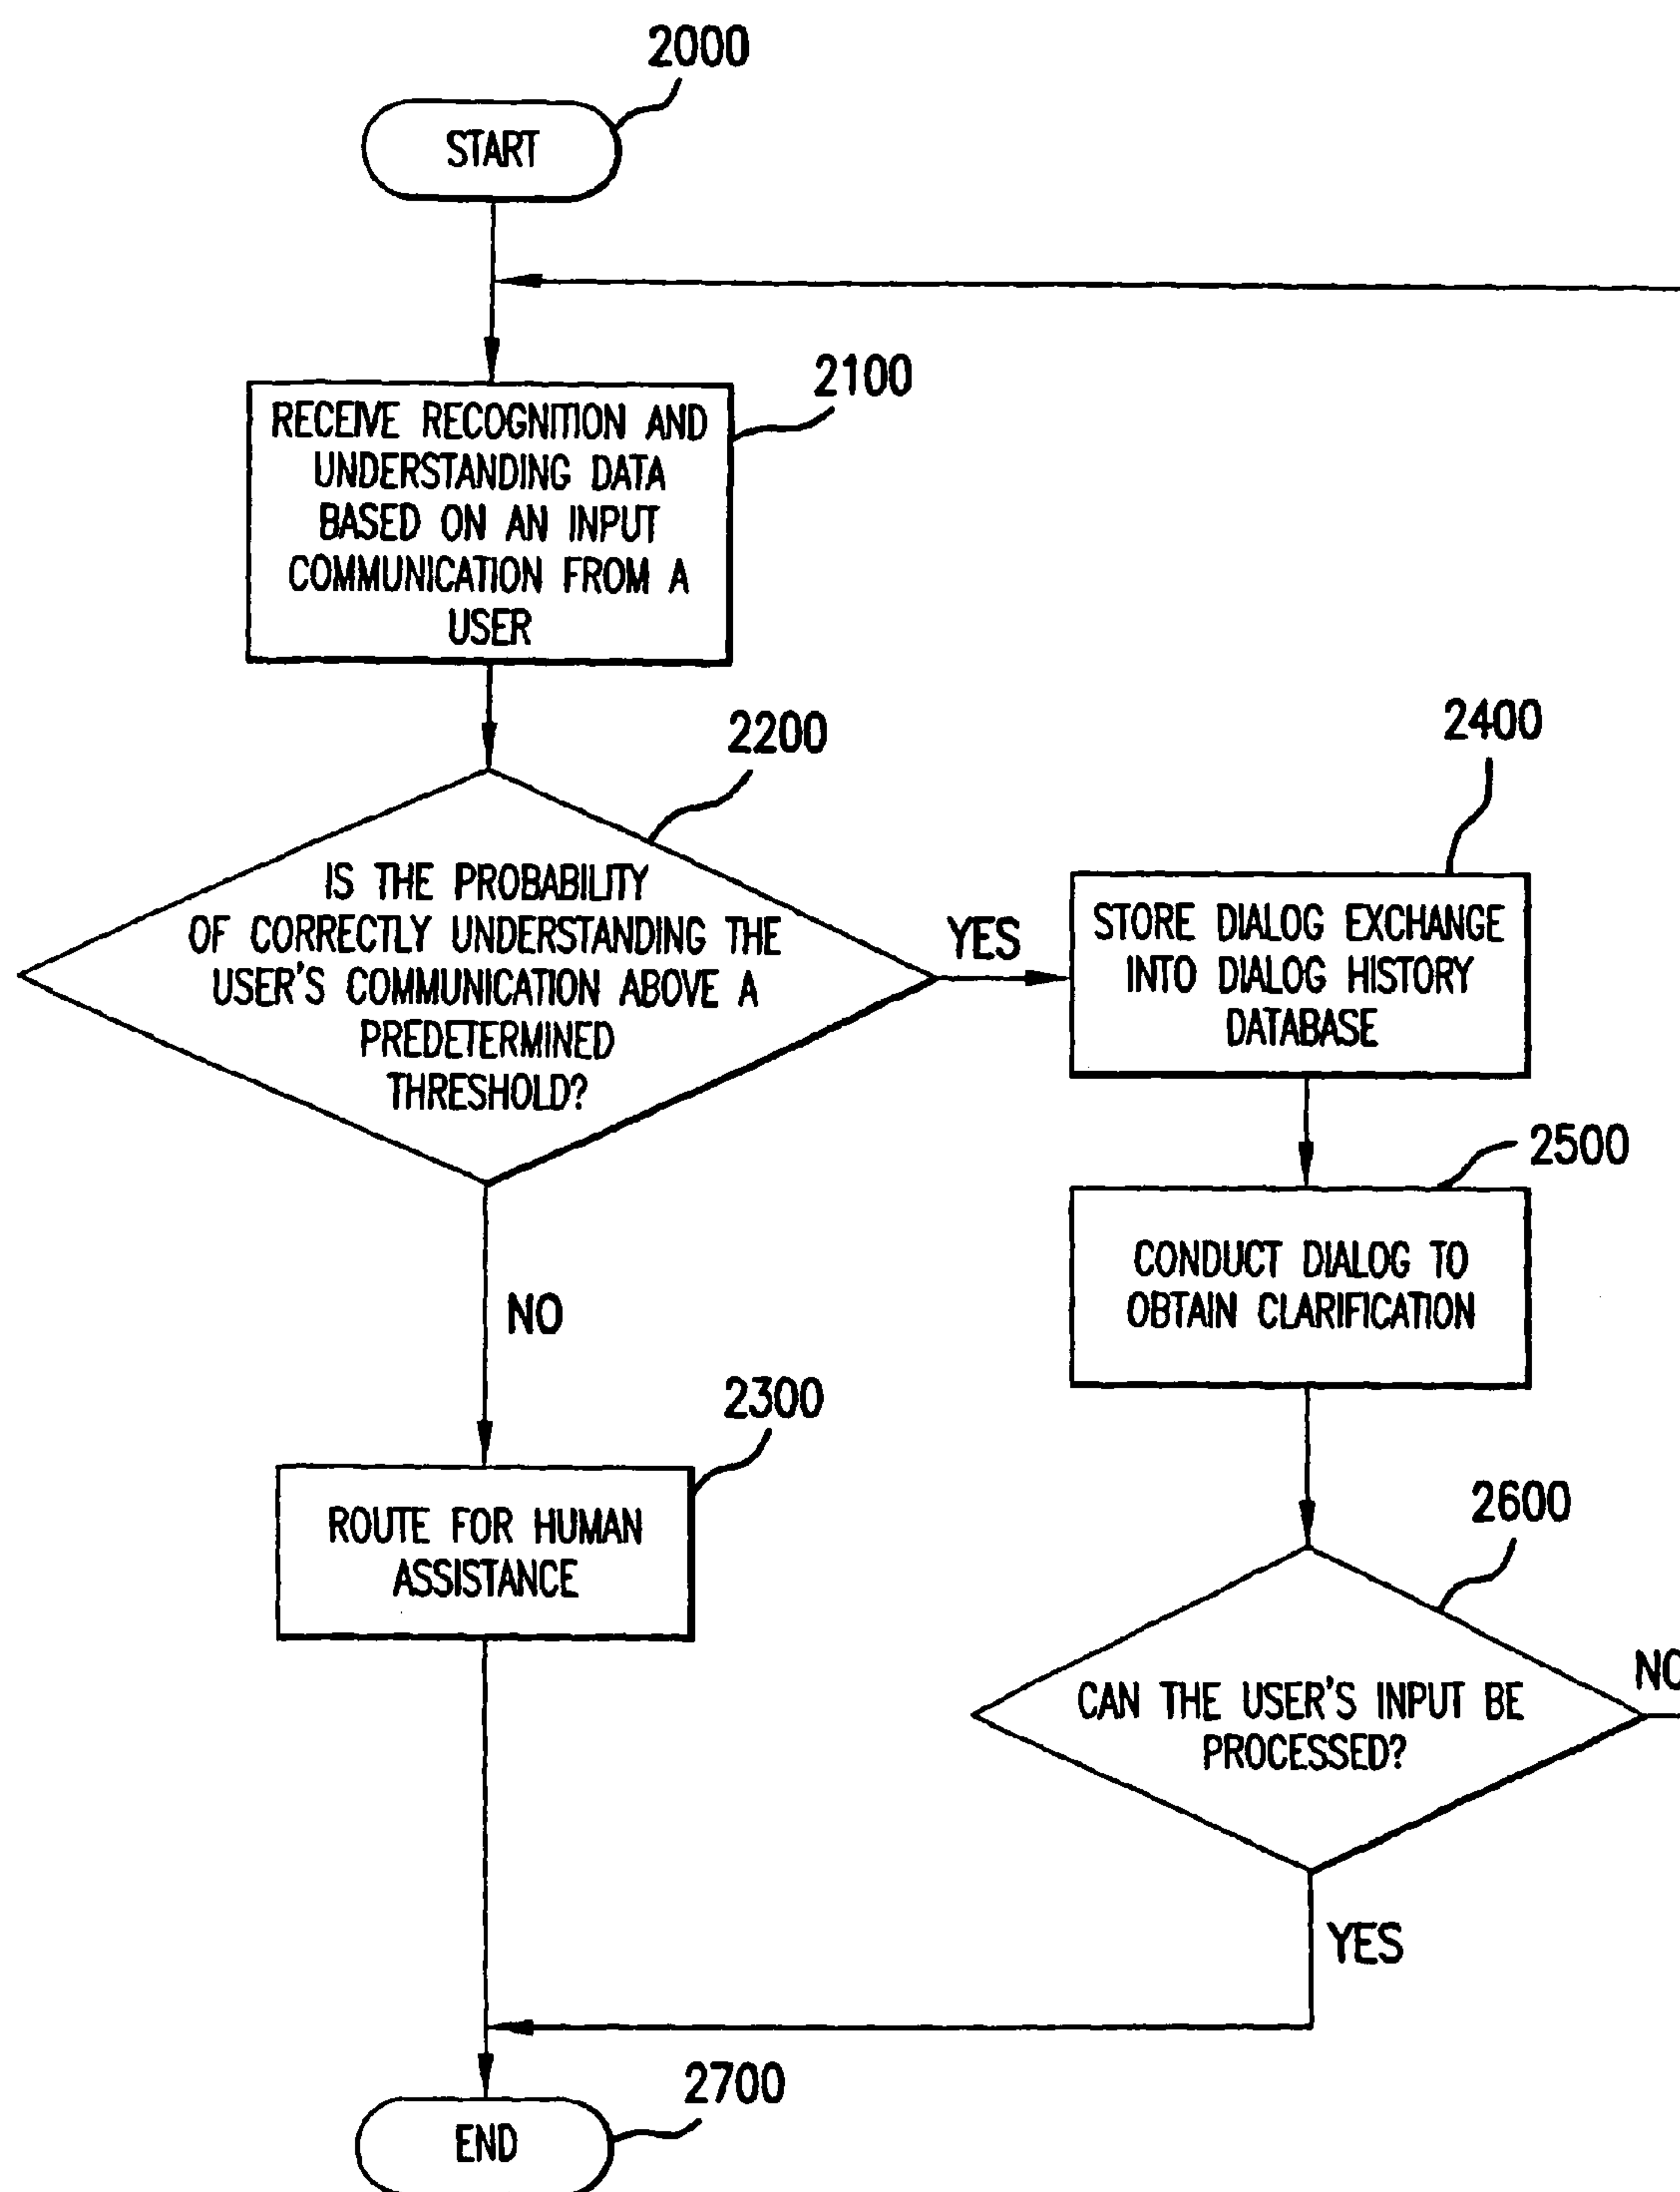 2000
START
2100
RECEIVE RECOGNITION AND
UNDERSTANDING DATA
BASED ON AN INPUT
COMMUNICATION FROM A
USER
2200
IS THE PROBABILITY
OF CORRECTLY UNDERSTANDING THE
USER'S COMMUNICATION ABOVE A
PREDETERMINED
THRESHOLD?
YES
2400
STORE DIALOG EXCHANGE
INTO DIALOG HISTORY
DATABASE
2500
CONDUCT DIALOG TO
OBTAIN CLARIFICATION
NO
2300
ROUTE FOR HUMAN
ASSISTANCE
2600
CAN THE USER'S INPUT BE
PROCESSED?
NO
YES
2700
END